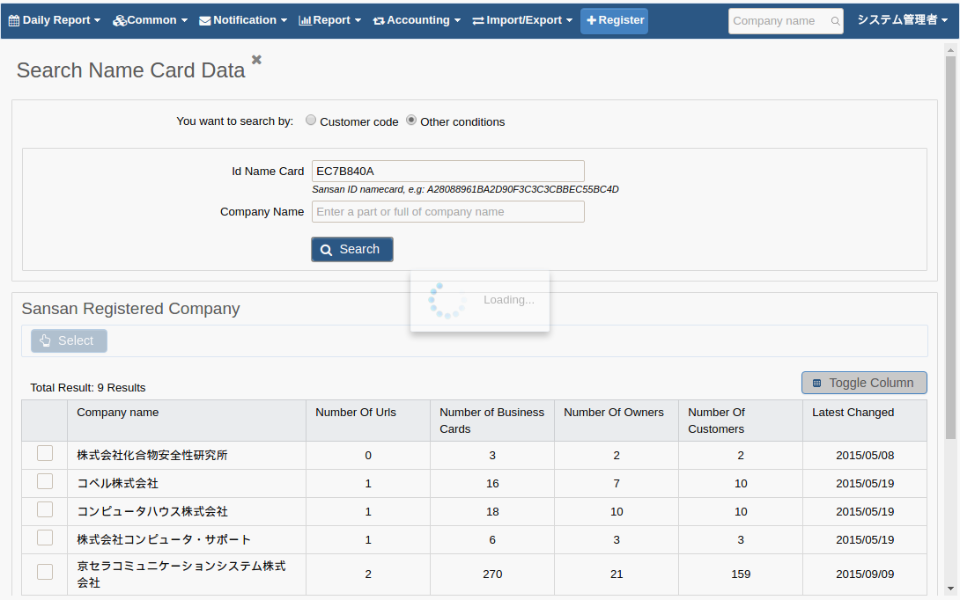 Daily Report Common Notification Report Accounting Import/Export Register Company name システム管理者
Search Name Card Data
You want to search by: Customer code Other conditions
Id Name Card EC7B840A
Sansan ID namecard, e.g: A28088961BA2D90F3C3C3CBBEC55BC4D
Company Name Enter a part or full of company name
Search
Loading...
Sansan Registered Company
Select
Total Result: 9 Results Toggle Column
Company name Number Of Urls Number of Business Number Of Owners Number Of Latest Changed
Cards Customers
株式会社化合物安全性研究所 0 3 2 2 2015/05/08
コベル株式会社 1 16 7 10 2015/05/19
コンピュータハウス株式会社 1 18 10 10 2015/05/19
株式会社コンピュータ・サポート 1 6 3 3 2015/05/19
京セラコミュニケーションシステム株式
会社 2 270 21 159 2015/09/09